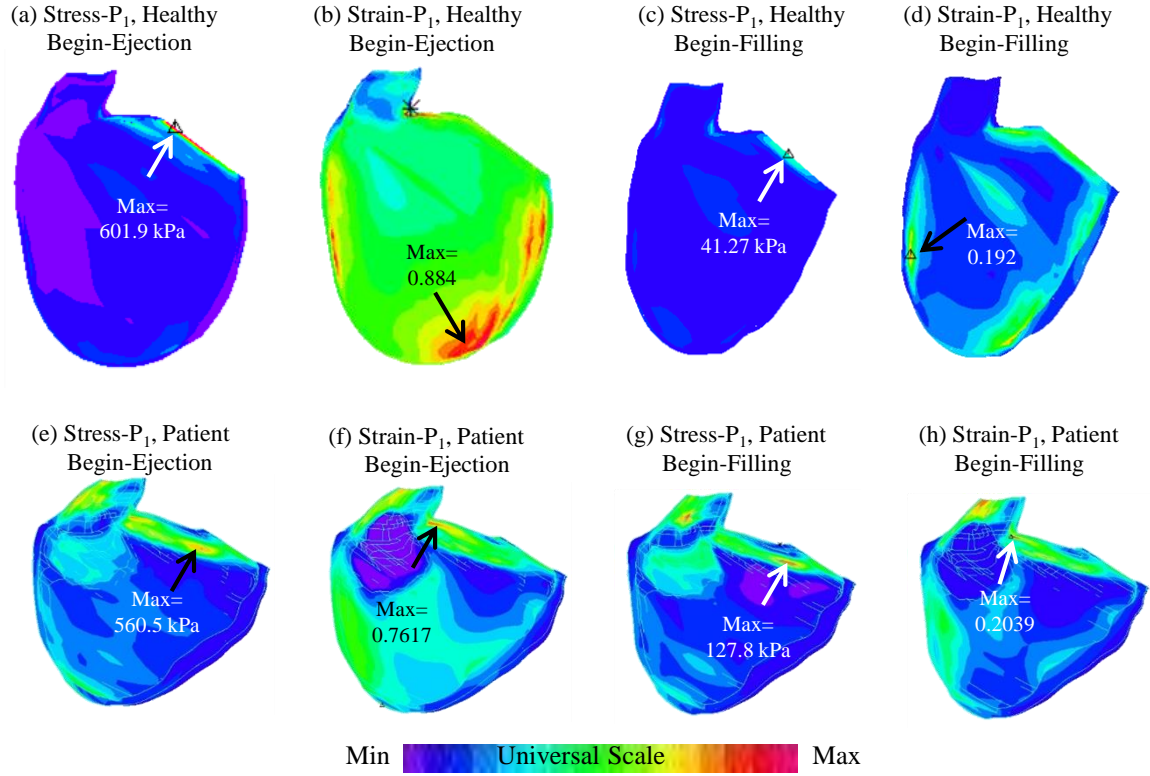 (a) Stress-P₁, Healthy
Begin-Ejection
(b) Strain-P₁, Healthy
Begin-Ejection
(c) Stress-P₁, Healthy
Begin-Filling
(d) Strain-P₁, Healthy
Begin-Filling
Max=
601.9 kPa
Max=
0.884
Max=
41.27 kPa
Max=
0.192
(e) Stress-P₁, Patient
Begin-Ejection
(f) Strain-P₁, Patient
Begin-Ejection
(g) Stress-P₁, Patient
Begin-Filling
(h) Strain-P₁, Patient
Begin-Filling
Max=
560.5 kPa
Max=
0.7617
Max=
127.8 kPa
Max=
0.2039
Min Universal Scale Max